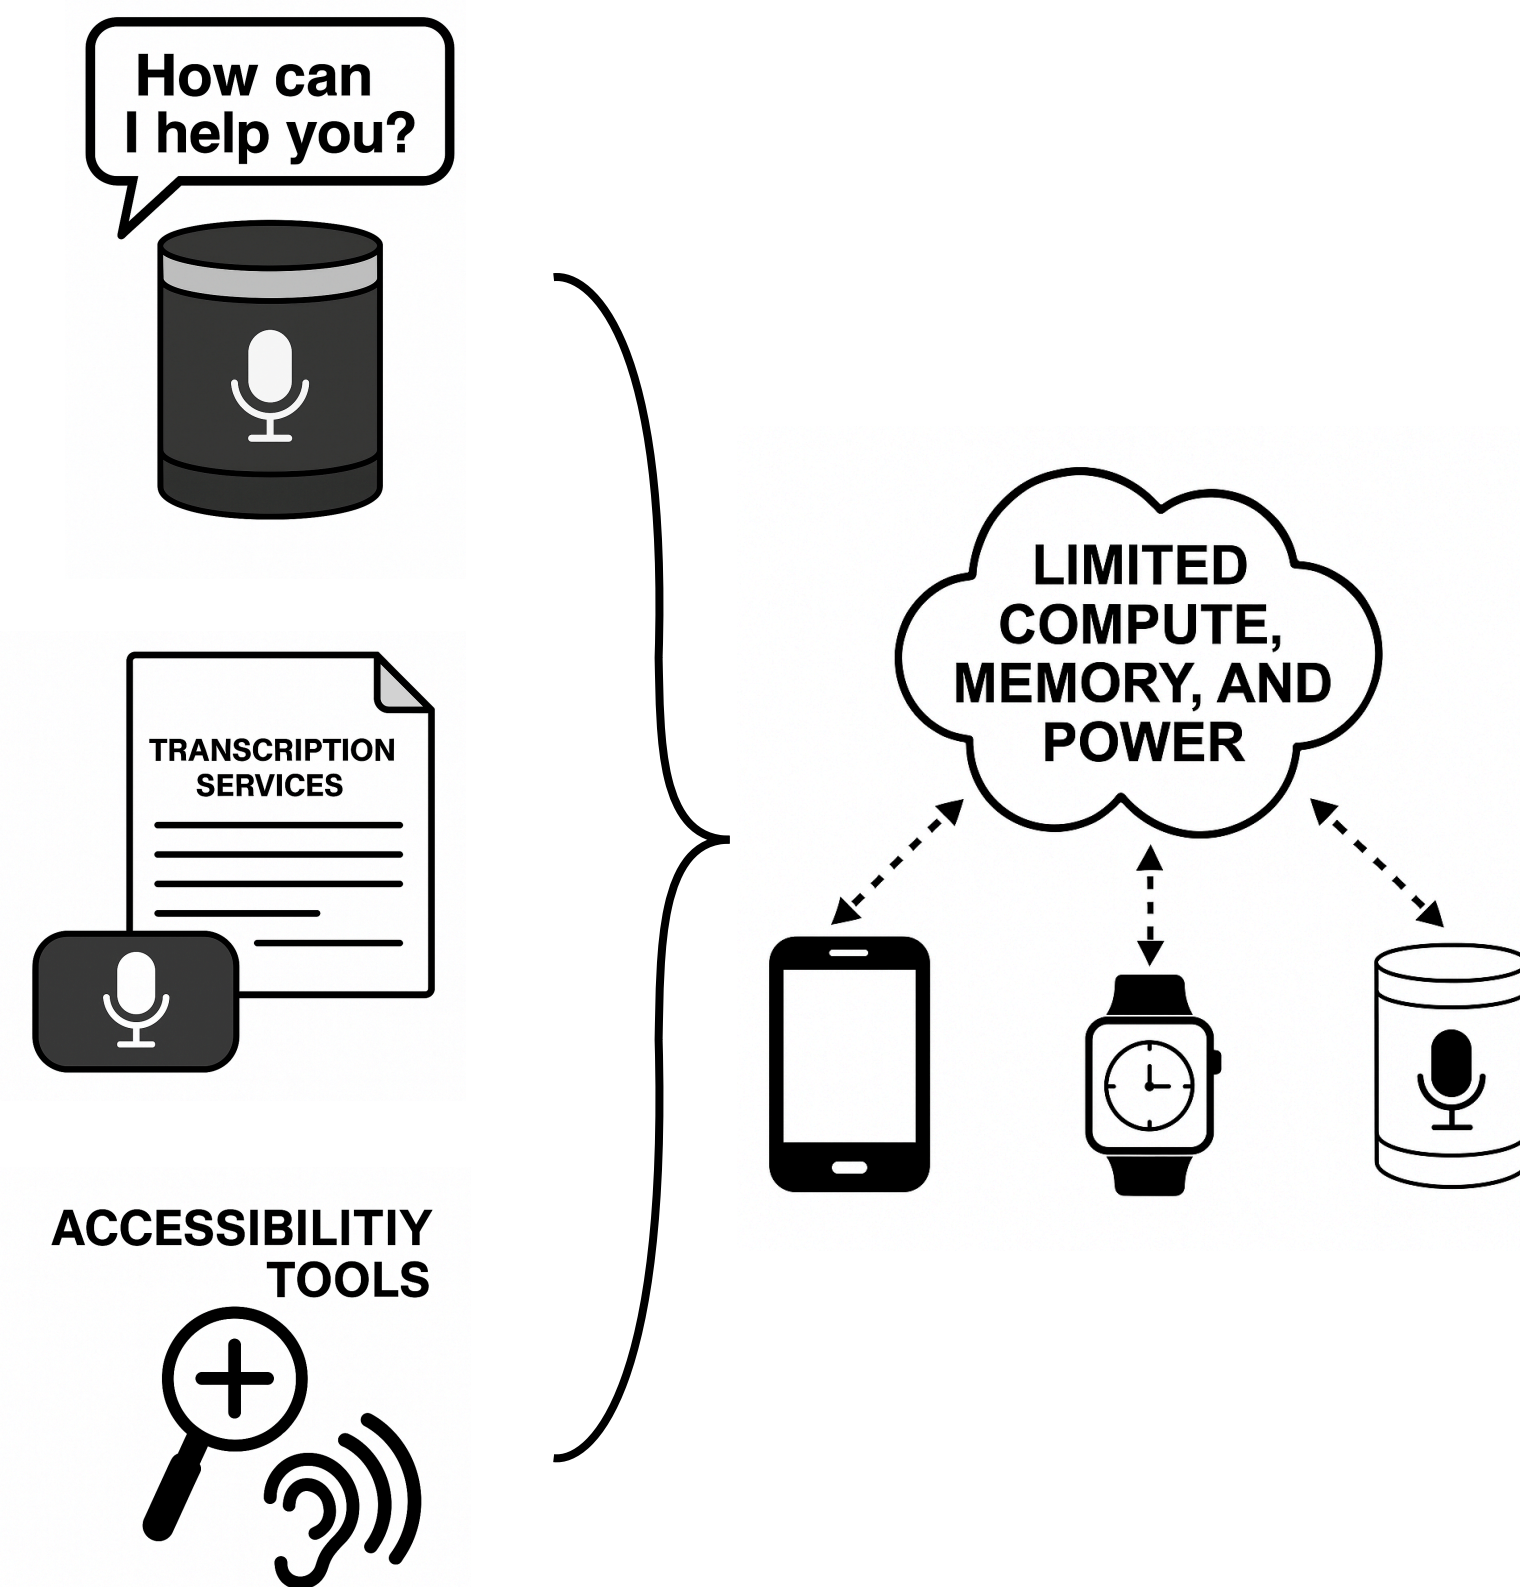 How can
I help you?
TRANSCRIPTION
SERVICES
ACCESSIBILITIY
TOOLS
LIMITED
COMPUTE,
MEMORY, AND
POWER